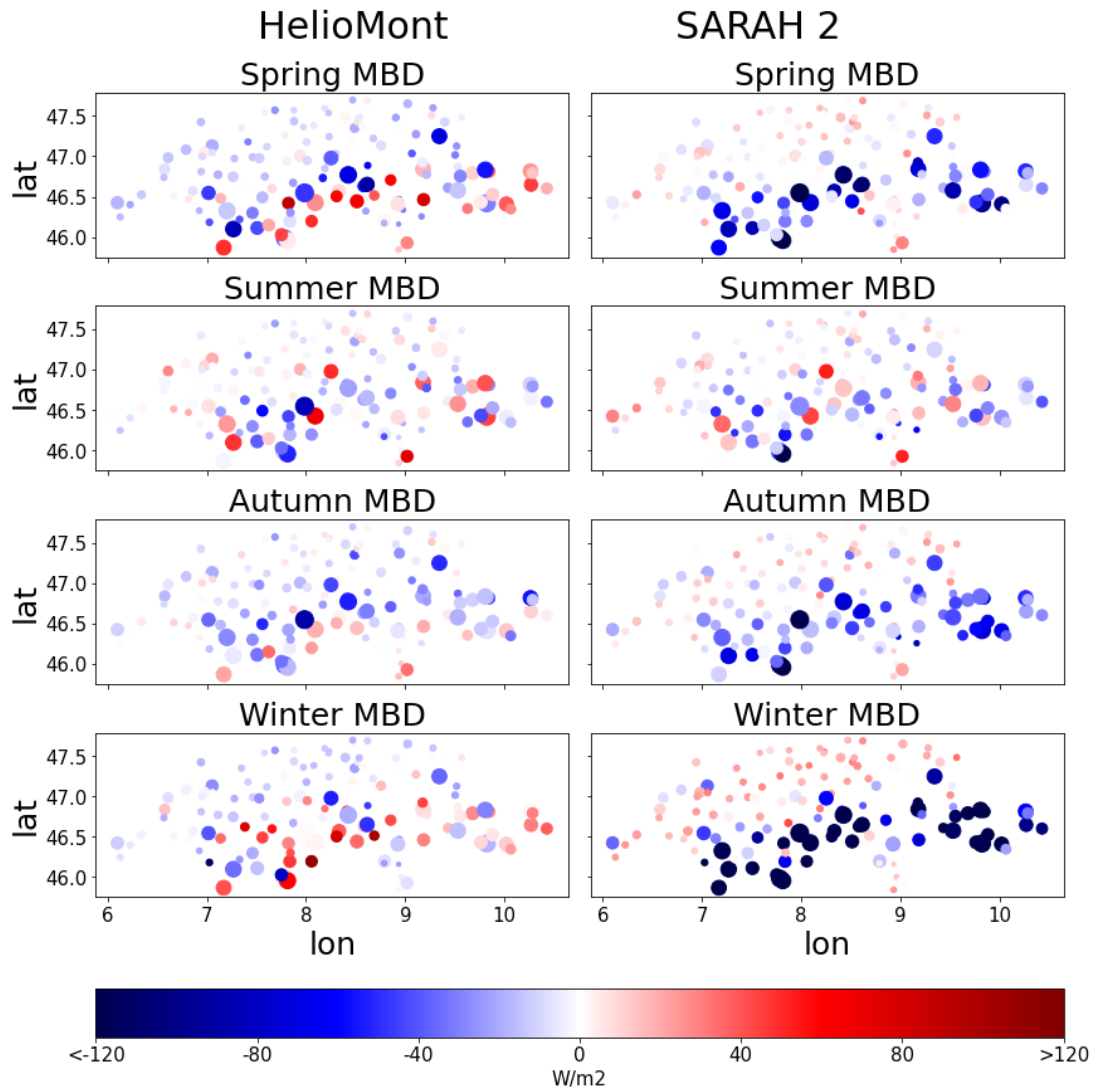 HelioMont SARAH 2
Spring MBD Spring MBD
lat
47.5
47.0
46.5
46.0
Summer MBD Summer MBD
lat
47.5
47.0
46.5
46.0
Autumn MBD Autumn MBD
lat
47.5
47.0
46.5
46.0
Winter MBD Winter MBD
lat
47.5
47.0
46.5
46.0
6 7 8 9 10 6 7 8 9 10
lon lon
<-120 -80 -40 0 40 80 >120
W/m2